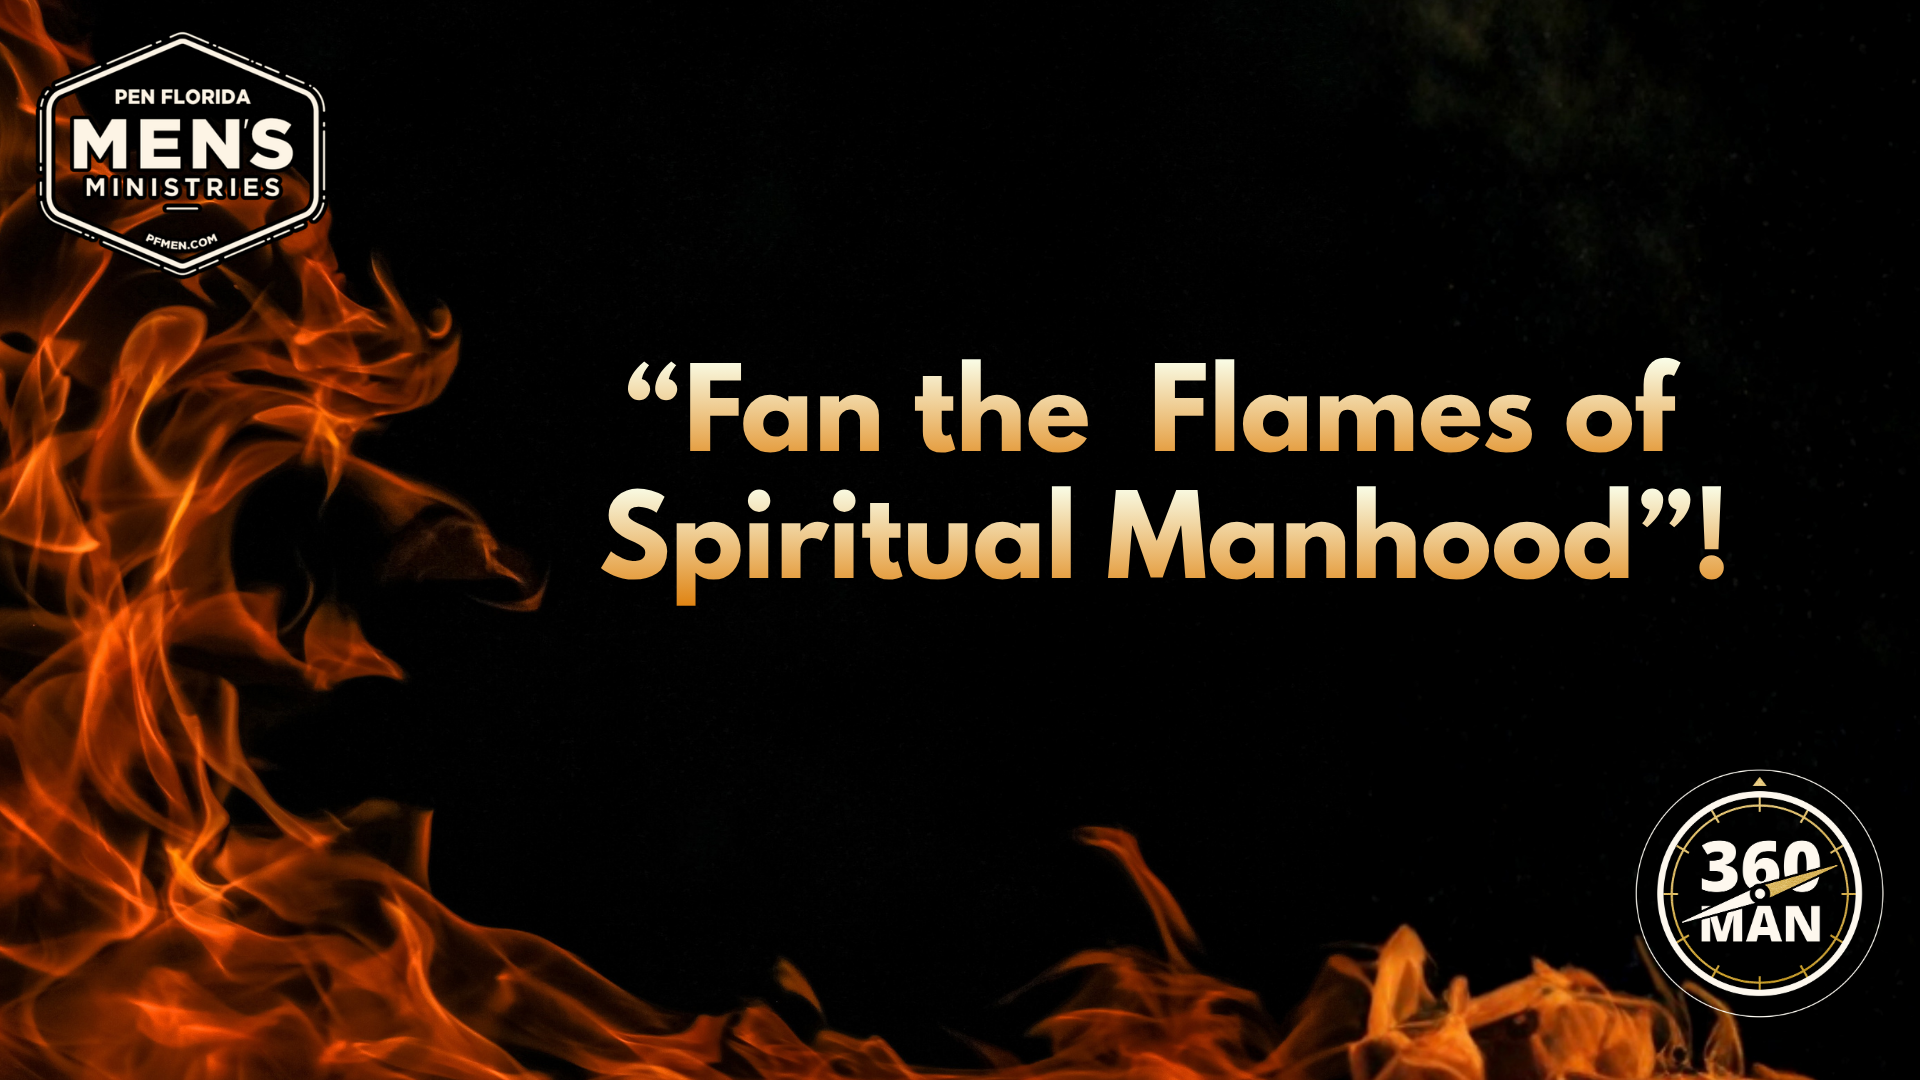 PEN FLORIDA
MEN'S
MINISTRIES
PFMEN.COM
“Fan the  Flames of
Spiritual Manhood”!
360
MAN